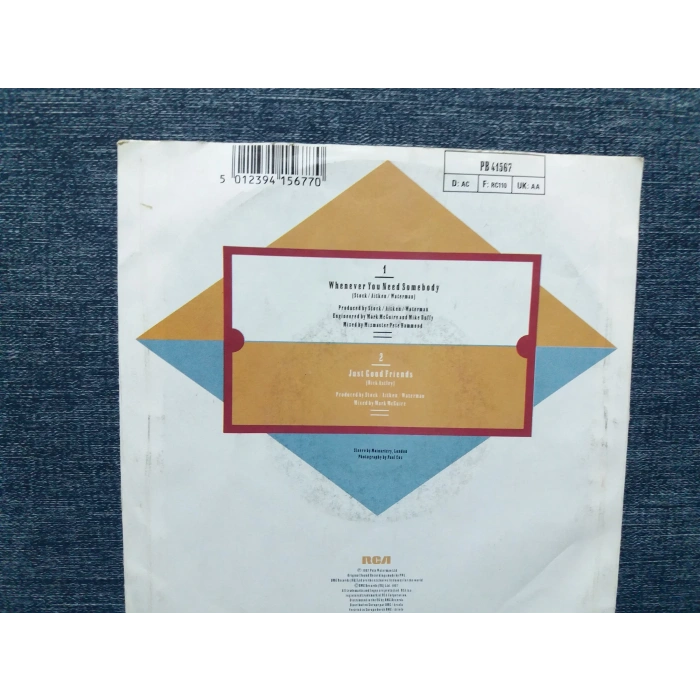 5 012394 156770
PB 41567
D: AC F: RC110 UK: AA
1
Whenever You Need Somebody
(Stock / Aitken / Waterman)
Produced by Stock / Aitken / Waterman
Engineered by Mark McGuire and Mike Duffy
Mixed by Mixmaster Pete Hammond
2
Just Good Friends
(Rick Astley)
Produced by Stock / Aitken / Waterman
Mixed by Mark McGuire
Sleeve by Monastery, London
Photography by Paul Cox
RCA